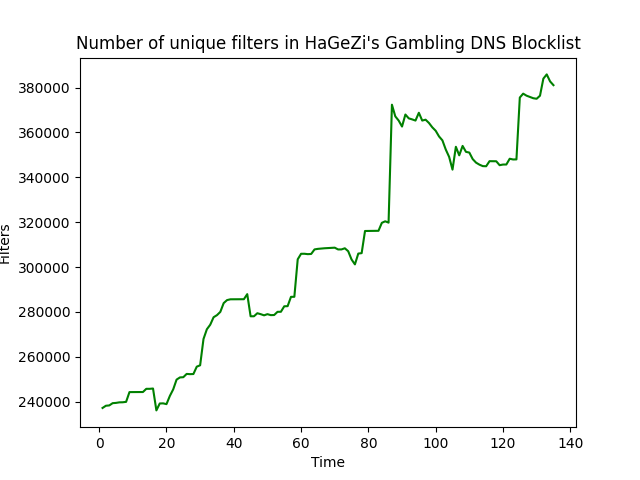 Number of unique filters in HaGeZi's Gambling DNS Blocklist
380000
360000
340000
320000
300000
280000
260000
240000
Filters
0 20 40 60 80 100 120 140
Time